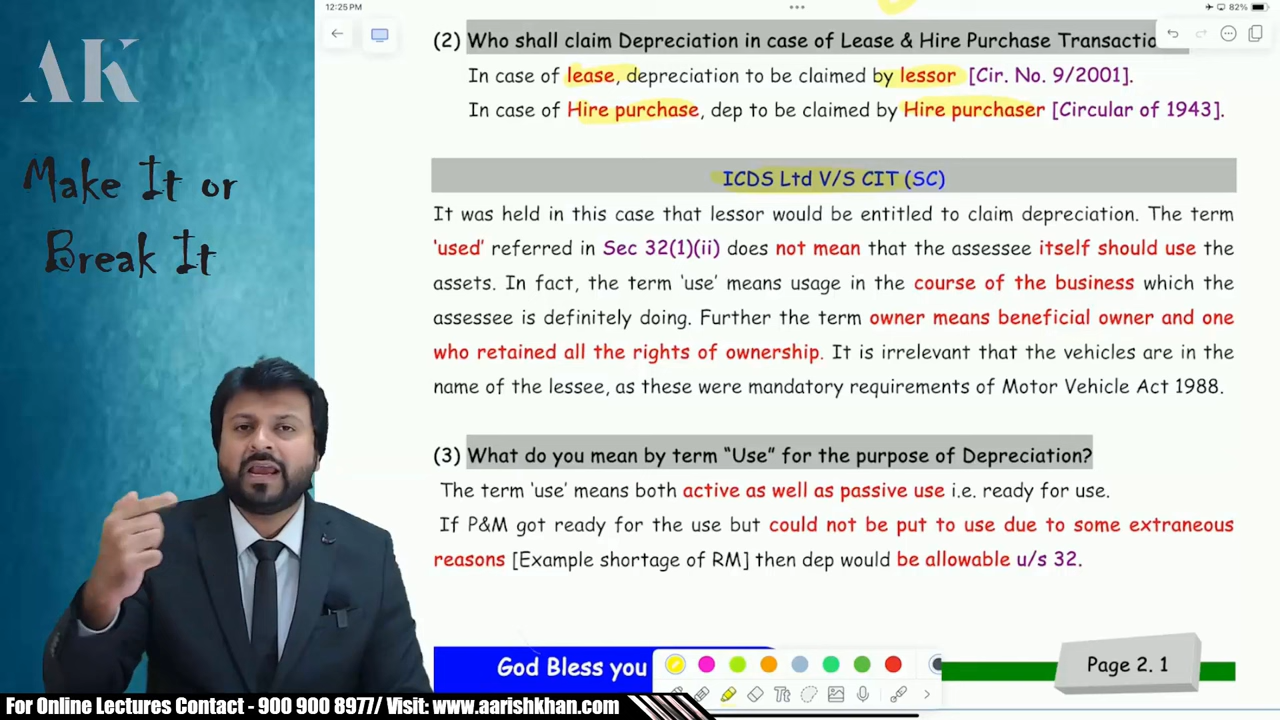 12:25 PM
82%
AK
Make It or
Break It
(2) Who shall claim Depreciation in case of Lease & Hire Purchase
In case of lease, depreciation to be claimed by lessor [Cir. No. 9/2001].
In case of Hire purchase, dep to be claimed by Hire purchaser [Circular of 1943].
ICDS Ltd V/S CIT (SC)
It was held in this case that lessor would be entitled to claim depreciation. The term
‘used’ referred in Sec 32(1)(ii) does not mean that the assessee itself should use the
assets. In fact, the term ‘use’ means usage in the course of the business which the
assessee is definitely doing. Further the term owner means beneficial owner and one
who retained all the rights of ownership. It is irrelevant that the vehicles are in the
name of the lessee, as these were mandatory requirements of Motor Vehicle Act 1988.
(3) What do you mean by term “Use” for the purpose of Depreciation?
The term ‘use’ means both active as well as passive use i.e. ready for use.
If P&M got ready for the use but could not be put to use due to some extraneous
reasons [Example shortage of RM] then dep would be allowable u/s 32.
God Bless you
Page 2. 1
Tt
For Online Lectures Contact - 900 900 8977/ Visit: www.aarishkhan.com